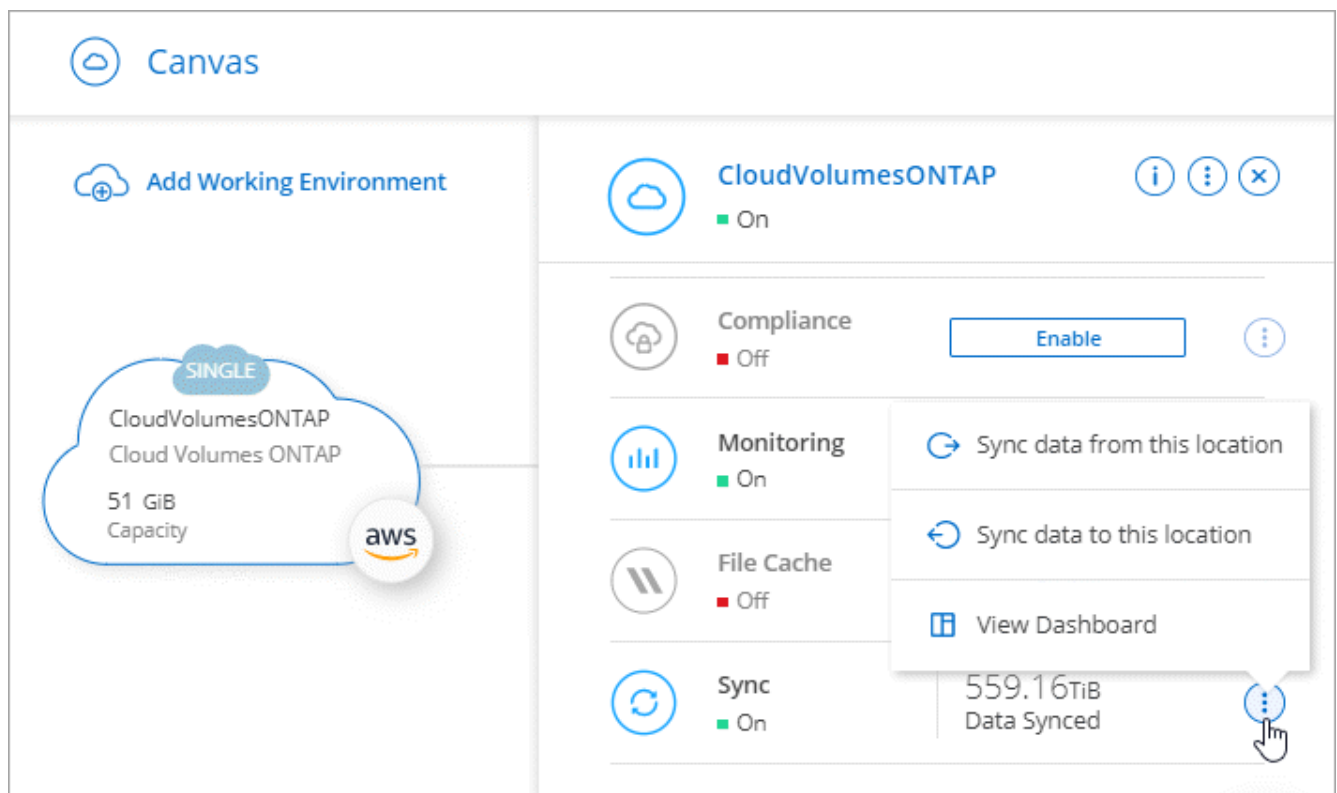 Canvas
Add Working Environment
SINGLE
CloudVolumesONTAP
Cloud Volumes ONTAP
51 GiB
Capacity
aws
CloudVolumesONTAP
On
Compliance
Off
Enable
Monitoring
On
File Cache
Off
Sync data from this location
Sync data to this location
View Dashboard
Sync
On
559.16TiB
Data Synced